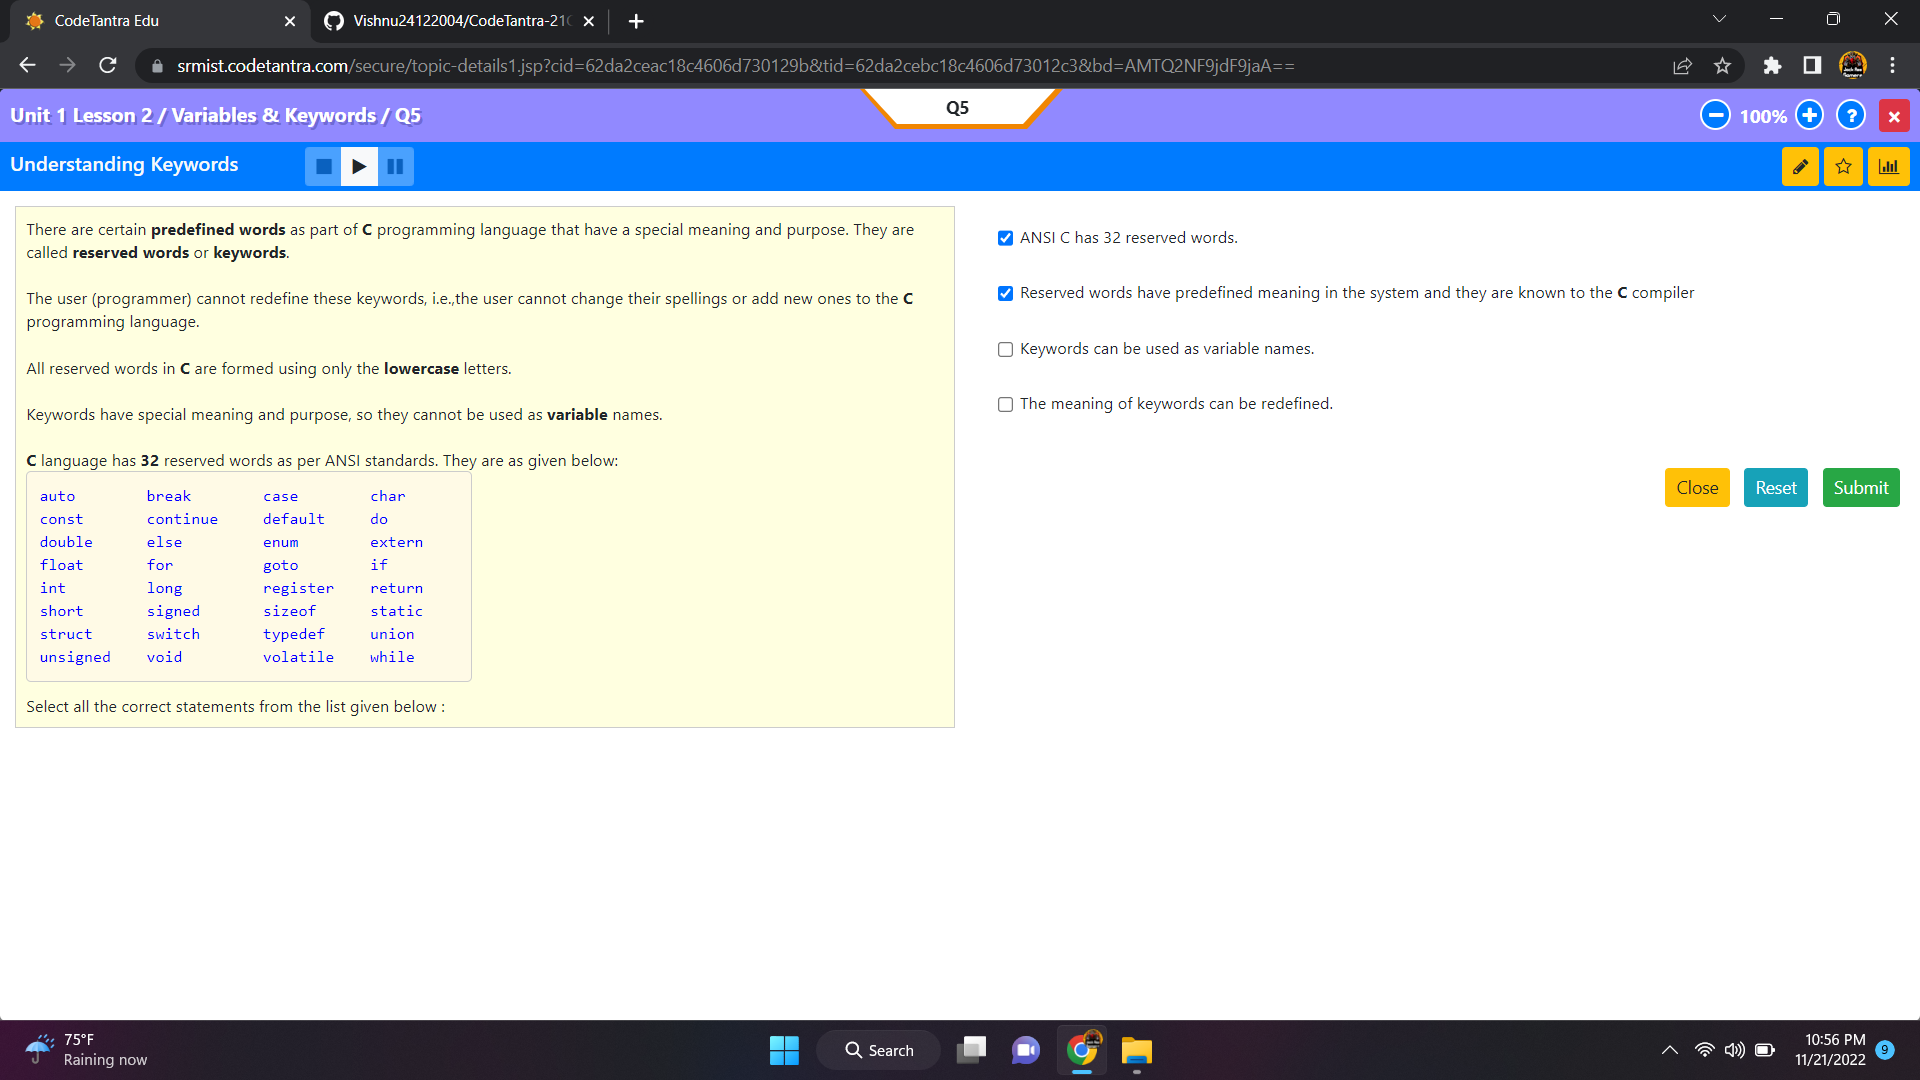 CodeTantra Edu
Vishnu24122004/CodeTantra-21
srmist.codetantra.com/secure/topic-details1.jsp?cid=62da2ceac18c4606d730129b&tid=62da2cebc18c4606d73012c3&bd=AMTQ2NF9jdF9jaA==
Unit 1 Lesson 2 / Variables & Keywords / Q5
Q5
100%
?
Understanding Keywords
There are certain predefined words as part of C programming language that have a special meaning and purpose. They are
called reserved words or keywords.
The user (programmer) cannot redefine these keywords, i.e.,the user cannot change their spellings or add new ones to the C
programming language.
All reserved words in C are formed using only the lowercase letters.
Keywords have special meaning and purpose, so they cannot be used as variable names.
C language has 32 reserved words as per ANSI standards. They are as given below:
auto break case char
const continue default do
double else enum extern
float for goto if
int long register return
short signed sizeof static
struct switch typedef union
unsigned void volatile while
Select all the correct statements from the list given below :
ANSI C has 32 reserved words.
Reserved words have predefined meaning in the system and they are known to the C compiler
Keywords can be used as variable names.
The meaning of keywords can be redefined.
Close Reset Submit
75°F
Raining now
Search
10:56 PM
11/21/2022
9